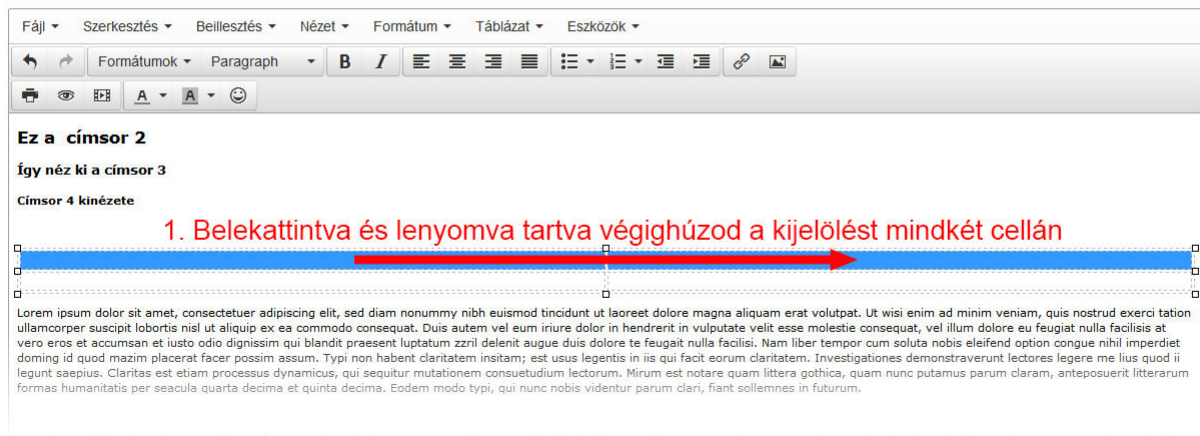 Fájl Szerkesztés Beillesztés Nézet Formátum Táblázat Eszközök
Formátumok Paragraph B I
A A
Ez a címsor 2
Így néz ki a címsor 3
Címsor 4 kinézete
1. Belekattintva és lenyomva tartva végighúzod a kijelölést mindkét cellán
Lorem ipsum dolor sit amet, consectetuer adipiscing elit, sed diam nonummy nibh euismod tincidunt ut laoreet dolore magna aliquam erat volutpat. Ut wisi enim ad minim veniam, quis nostrud exerci tation
ullamcorper suscipit lobortis nisl ut aliquip ex ea commodo consequat. Duis autem vel eum iriure dolor in hendrerit in vulputate velit esse molestie consequat, vel illum dolore eu feugiat nulla facilisis at
vero eros et accumsan et iusto odio dignissim qui blandit praesent luptatum zzril delenit augue duis dolore te feugait nulla facilisi. Nam liber tempor cum soluta nobis eleifend option congue nihil imperdiet
doming id quod mazim placerat facer possim assum. Typi non habent claritatem insitam; est usus legentis in iis qui facit eorum claritatem. Investigationes demonstraverunt lectores legere me lius quod ii
legunt saepius. Claritas est etiam processus dynamicus, qui sequitur mutationem consuetudium lectorum. Mirum est notare quam littera gothica, quam nunc putamus parum claram, anteposuerit litterarum
formas humanitatis per seacula quarta decima et quinta decima. Eodem modo typi, qui nunc nobis videntur parum clari, fiant sollemnes in futurum.